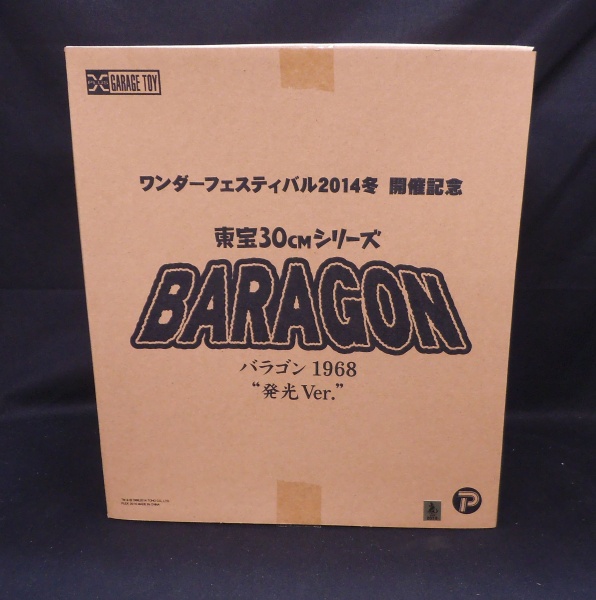 GARAGE TOY
ワンダーフェスティバル2014冬 開催記念
東宝30CMシリーズ
BARAGON
バラゴン 1968
“発光Ver.”